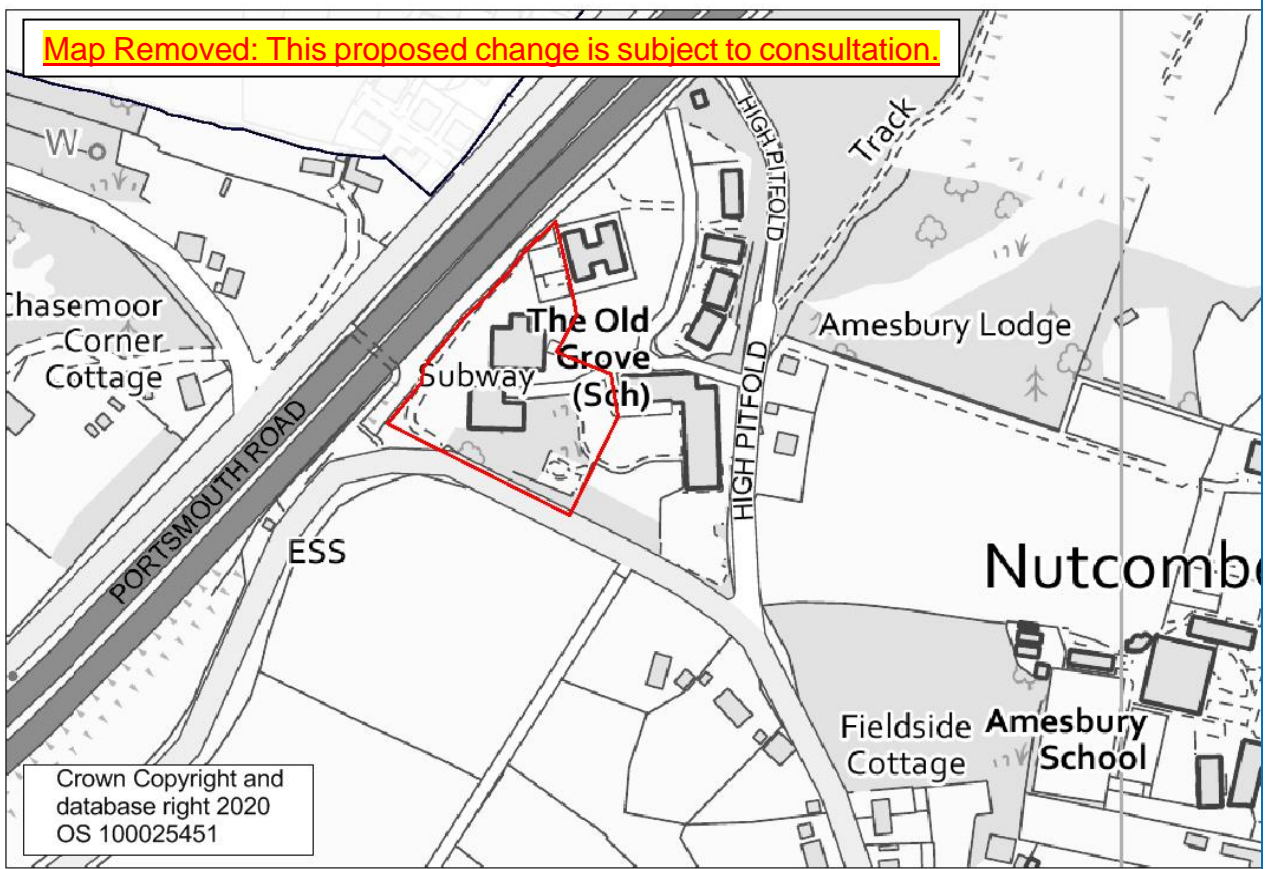 Map Removed: This proposed change is subject to consultation.
HIGH PITFOLD
Track
W
Chasemoor
Corner
Cottage
The Old
Grove
(Sch)
Subway
Amesbury Lodge
HIGH PITFOLD
PORTSMOUTH ROAD
ESS
Nutcombe
Fieldside
Cottage
Amesbury
School
Crown Copyright and
database right 2020
OS 100025451